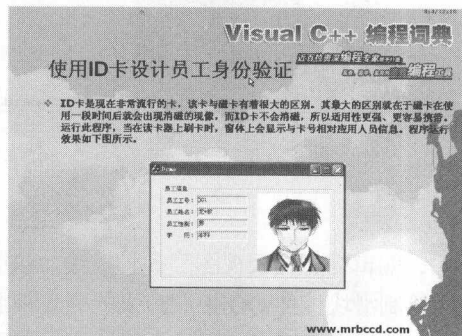 Visual C++ 编程词典
使用ID卡设计员工身份验证
ID卡是现在非常流行的卡，该卡与磁卡有着很大的区别。其最大的区别就在于磁卡在使
用一段时间后就会出现消磁的现像，而ID卡不会消磁，所以适用性更强、更容易携带。
运行此程序，当在读卡器上刷卡时，窗体上会显示与卡号相对应用人员信息。程序运行
效果如下图所示。
Demo
员工信息
员工工号：
员工姓名：
员工性别：男
学 历：本科
www.mrbccd.com